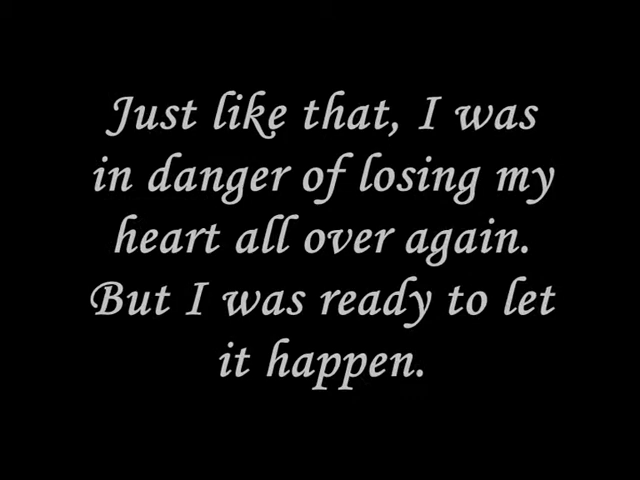 Just like that, I was
in danger of losing my
heart all over again.
But I was ready to let
it happen.